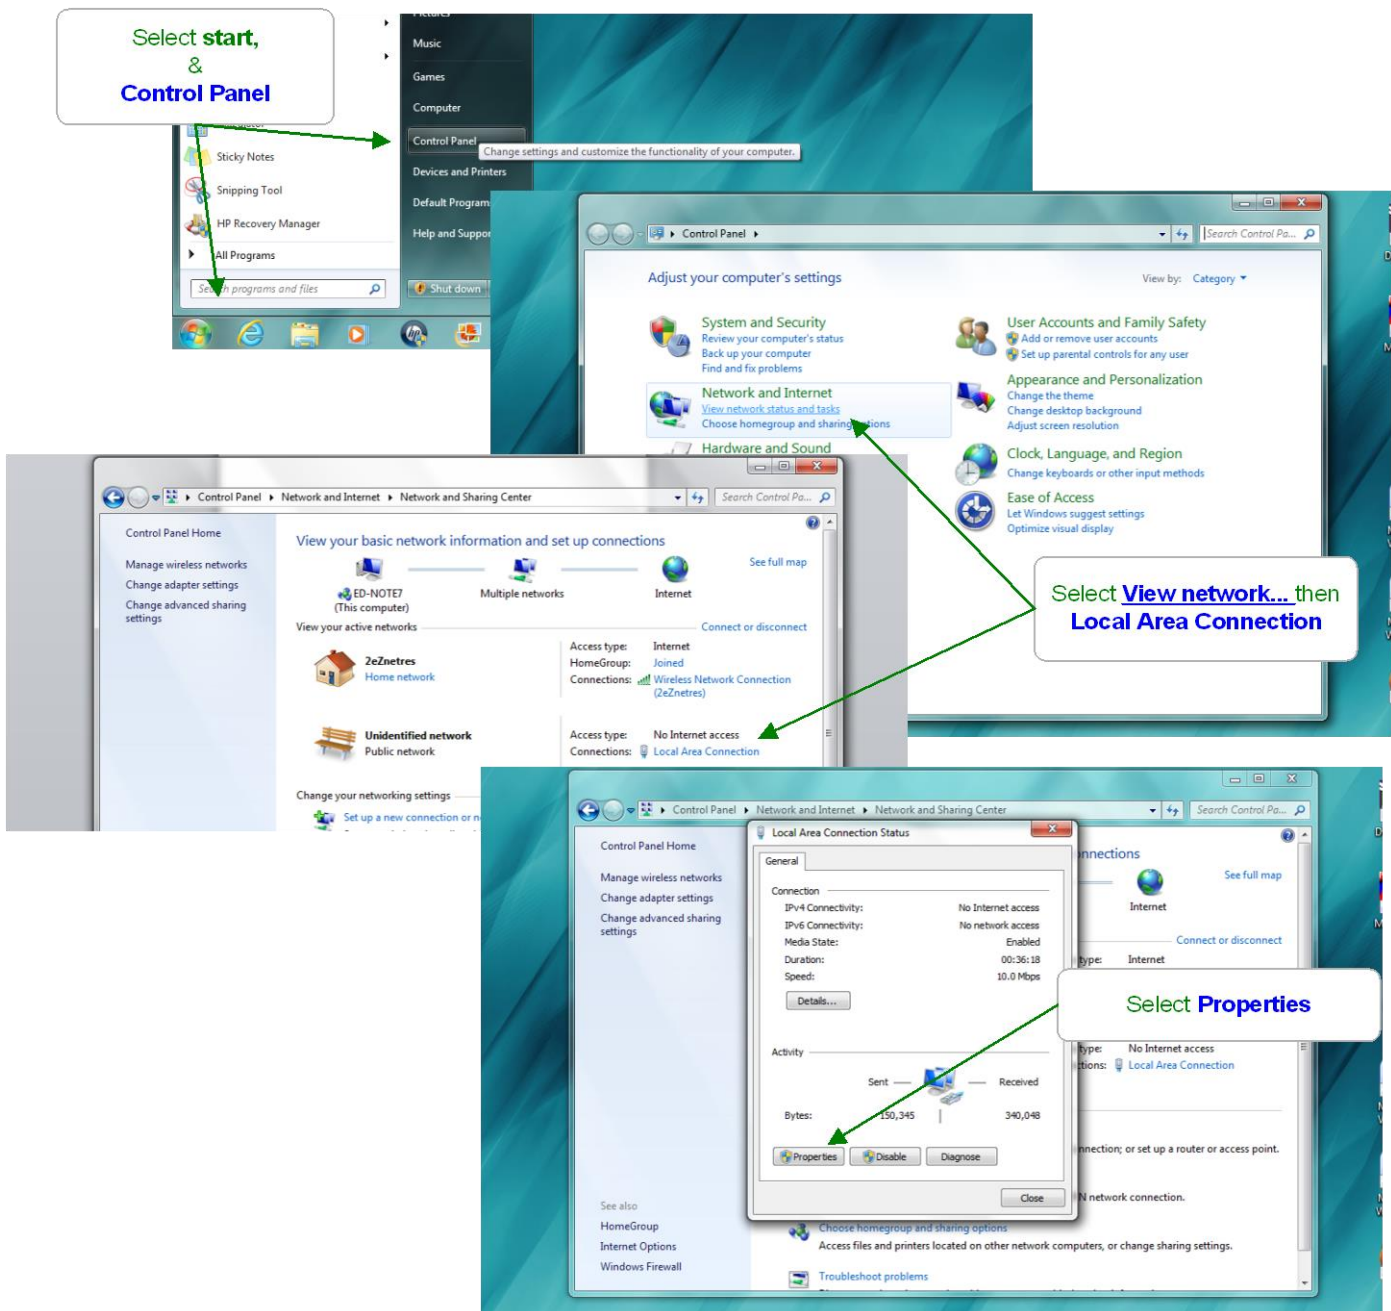 Select start,
&
Control Panel
Pictures
Music
Games
Computer
Control Panel
Change settings and customize the functionality of your computer.
Devices and Printers
Default Program
Help and Suppor
Sticky Notes
Snipping Tool
HP Recovery Manager
All Programs
Search programs and files
Shut down
Control Panel
Search Control Pa...
Adjust your computer's settings
View by: Category
System and Security
Review your computer's status
Back up your computer
Find and fix problems
Network and Internet
View network status and tasks
Choose homegroup and sharing options
Hardware and Sound
User Accounts and Family Safety
Add or remove user accounts
Set up parental controls for any user
Appearance and Personalization
Change the theme
Change desktop background
Adjust screen resolution
Clock, Language, and Region
Change keyboards or other input methods
Ease of Access
Let Windows suggest settings
Optimize visual display
Select View network... then
Local Area Connection
Control Panel Network and Internet Network and Sharing Center
Search Control Pa...
Control Panel Home
Manage wireless networks
Change adapter settings
Change advanced sharing
settings
View your basic network information and set up connections
See full map
ED-NOTE7
(This computer)
Multiple networks
Internet
View your active networks
Connect or disconnect
2eZnetres
Home network
Access type: Internet
HomeGroup: Joined
Connections: Wireless Network Connection
(2eZnetres)
Unidentified network
Public network
Access type: No Internet access
Connections: Local Area Connection
Change your networking settings
Set up a new connection or n
Control Panel Network and Internet Network and Sharing Center
Search Control Pa...
Control Panel Home
Manage wireless networks
Change adapter settings
Change advanced sharing
settings
See also
HomeGroup
Internet Options
Windows Firewall
Local Area Connection Status
General
Connection
IPv4 Connectivity: No Internet access
IPv6 Connectivity: No network access
Media State: Enabled
Duration: 00:36:18
Speed: 10.0 Mbps
Details...
Activity
Sent
Received
Bytes: 150,345 340,048
Properties
Disable
Diagnose
Close
Select Properties
nnections
See full map
Internet
Connect or disconnect
type: Internet
type: No Internet access
ctions: Local Area Connection
nnection; or set up a router or access point.
N network connection.
Choose homegroup and sharing options
Access files and printers located on other network computers, or change sharing settings.
Troubleshoot problems